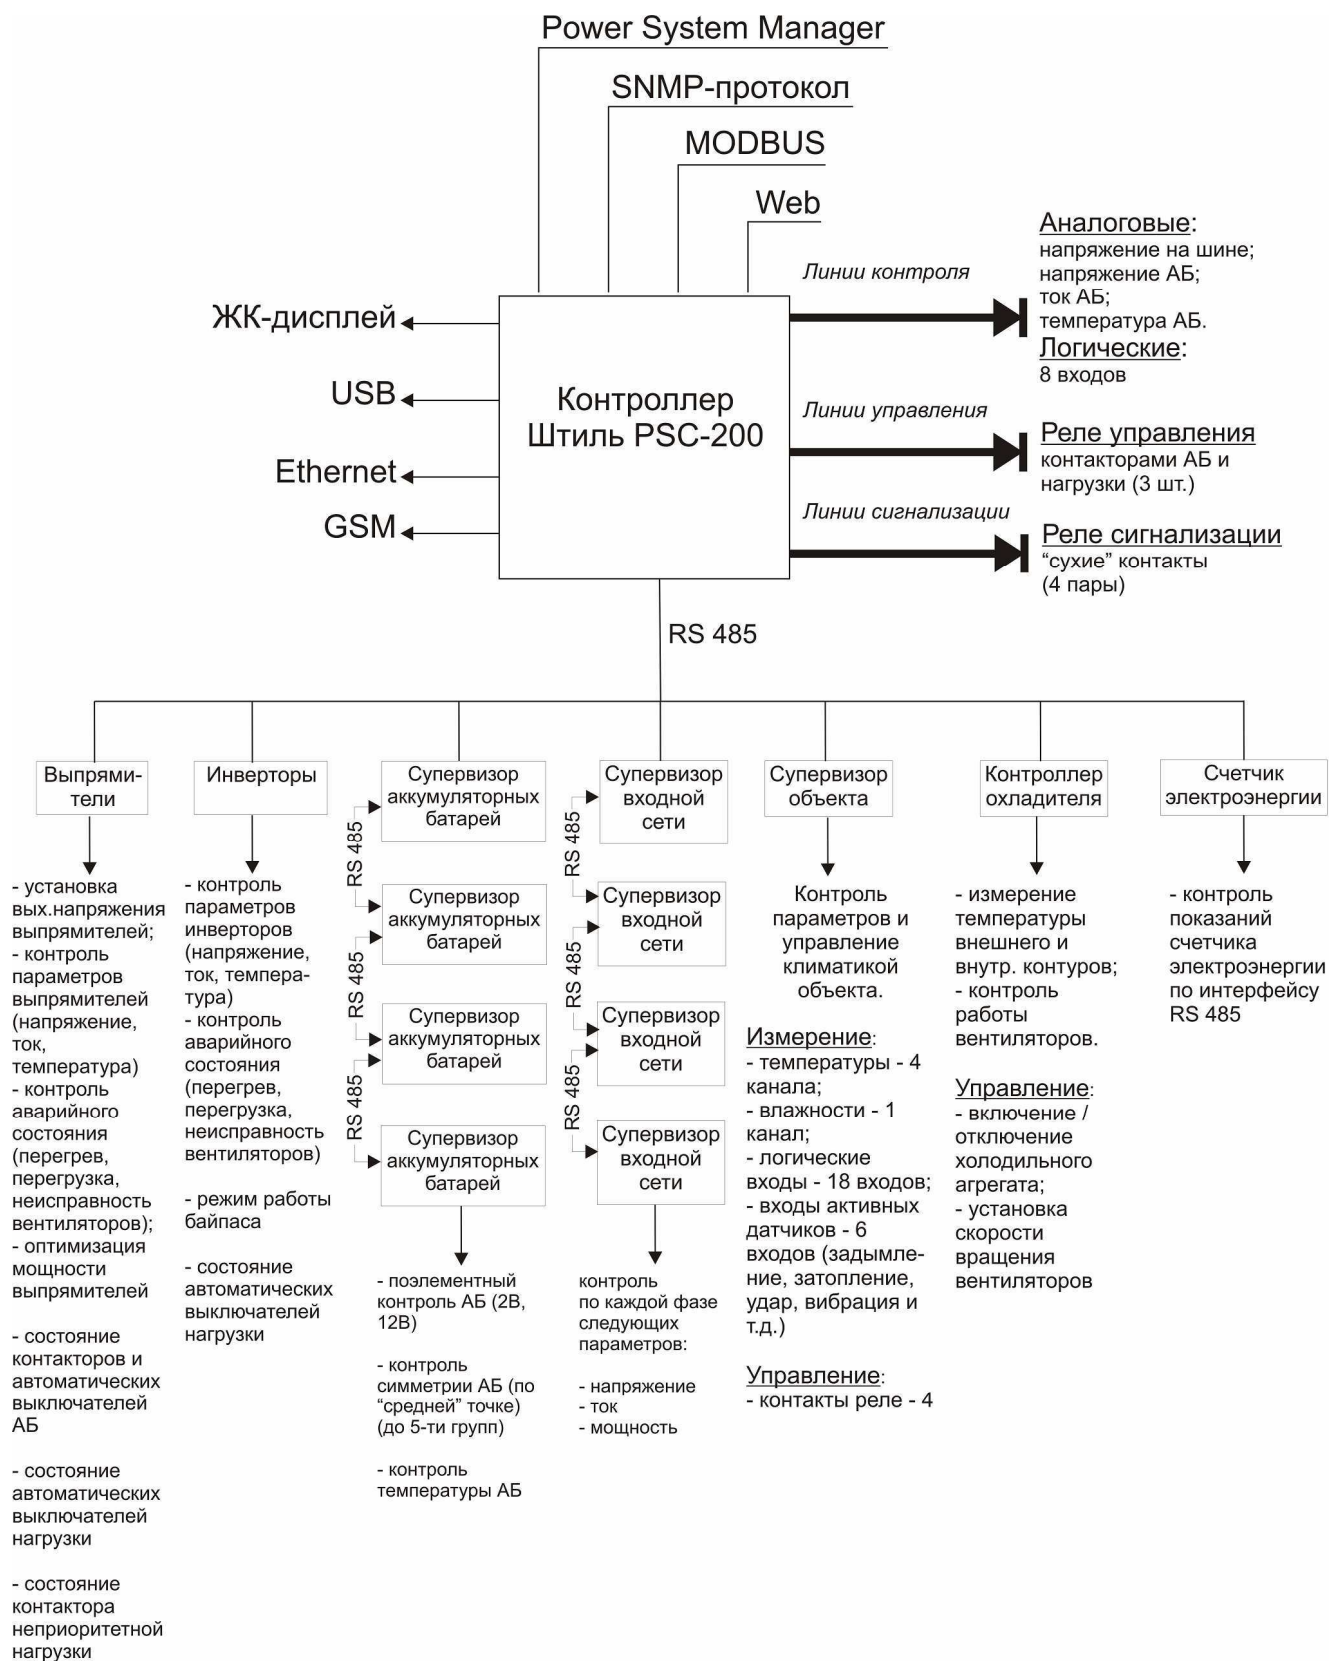 Power System Manager
SNMP-протокол
MODBUS
Web
ЖК-дисплей
USB
Ethernet
GSM
Контроллер
Штиль PSC-200
Линии контроля
Аналоговые:
напряжение на шине;
напряжение АБ;
ток АБ;
температура АБ.
Логические:
8 входов
Линии управления
Реле управления
контакторами АБ и
нагрузки (3 шт.)
Линии сигнализации
Реле сигнализации
“сухие” контакты
(4 пары)
RS 485
Выпрями-
тели
- установка
вых.напряжения
выпрямителей;
- контроль
параметров
выпрямителей
(напряжение,
ток,
температура)
- контроль
аварийного
состояния
(перегрев,
перегрузка,
неисправность
вентиляторов);
- оптимизация
мощности
выпрямителей
- состояние
контакторов и
автоматических
выключателей
АБ
- состояние
автоматических
выключателей
нагрузки
- состояние
контактора
неприоритетной
нагрузки
Инверторы
- контроль
параметров
инверторов
(напряжение,
ток, темпера-
тура)
- контроль
аварийного
состояния
(перегрев,
перегрузка,
неисправность
вентиляторов)
- режим работы
байпаса
- состояние
автоматических
выключателей
нагрузки
Супервизор
аккумуляторных
батарей
RS 485
Супервизор
аккумуляторных
батарей
RS 485
Супервизор
аккумуляторных
батарей
RS 485
Супервизор
аккумуляторных
батарей
- поэлементный
контроль АБ (2В,
12В)
- контроль
симметрии АБ (по
“средней” точке)
(до 5-ти групп)
- контроль
температуры АБ
Супервизор
входной
сети
RS 485
Супервизор
входной
сети
RS 485
Супервизор
входной
сети
RS 485
Супервизор
входной
сети
контроль
по каждой фазе
следующих
параметров:
- напряжение
- ток
- мощность
Супервизор
объекта
Контроль
параметров и
управление
климатикой
объекта.
Измерение:
- температуры - 4
канала;
- влажности - 1
канал;
- логические
входы - 18 входов;
- входы активных
датчиков - 6
входов (задымле-
ние, затопление,
удар, вибрация и
т.д.)
Управление:
- контакты реле - 4
Контроллер
охладителя
- измерение
температуры
внешнего и
внутр. контуров;
- контроль
работы
вентиляторов.
Управление:
- включение /
отключение
холодильного
агрегата;
- установка
скорости
вращения
вентиляторов
Счетчик
электроэнергии
- контроль
показаний
счетчика
электроэнергии
по интерфейсу
RS 485